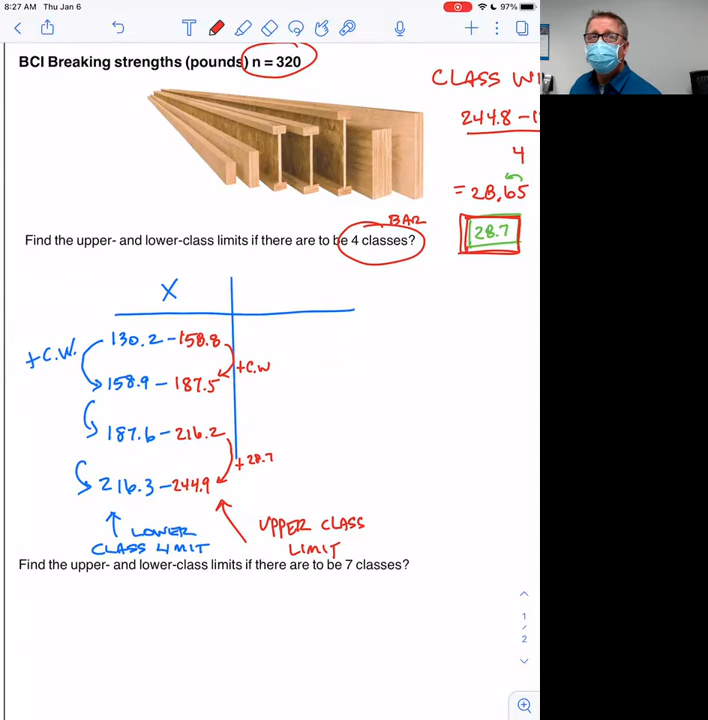 8:27 AM Thu Jan 6
97%
BCI Breaking strengths (pounds) n = 320
CLASS WI
244.8 - 1
4
= 28.65
28.7
BAR
Find the upper- and lower-class limits if there are to be 4 classes?
X
130.2 - 158.8
+C.W.
+C.W
158.9 - 187.5
187.6 - 216.2
+28.7
216.3 - 244.9
LOWER
CLASS LIMIT
UPPER CLASS
LIMIT
Find the upper- and lower-class limits if there are to be 7 classes?
1
/
2